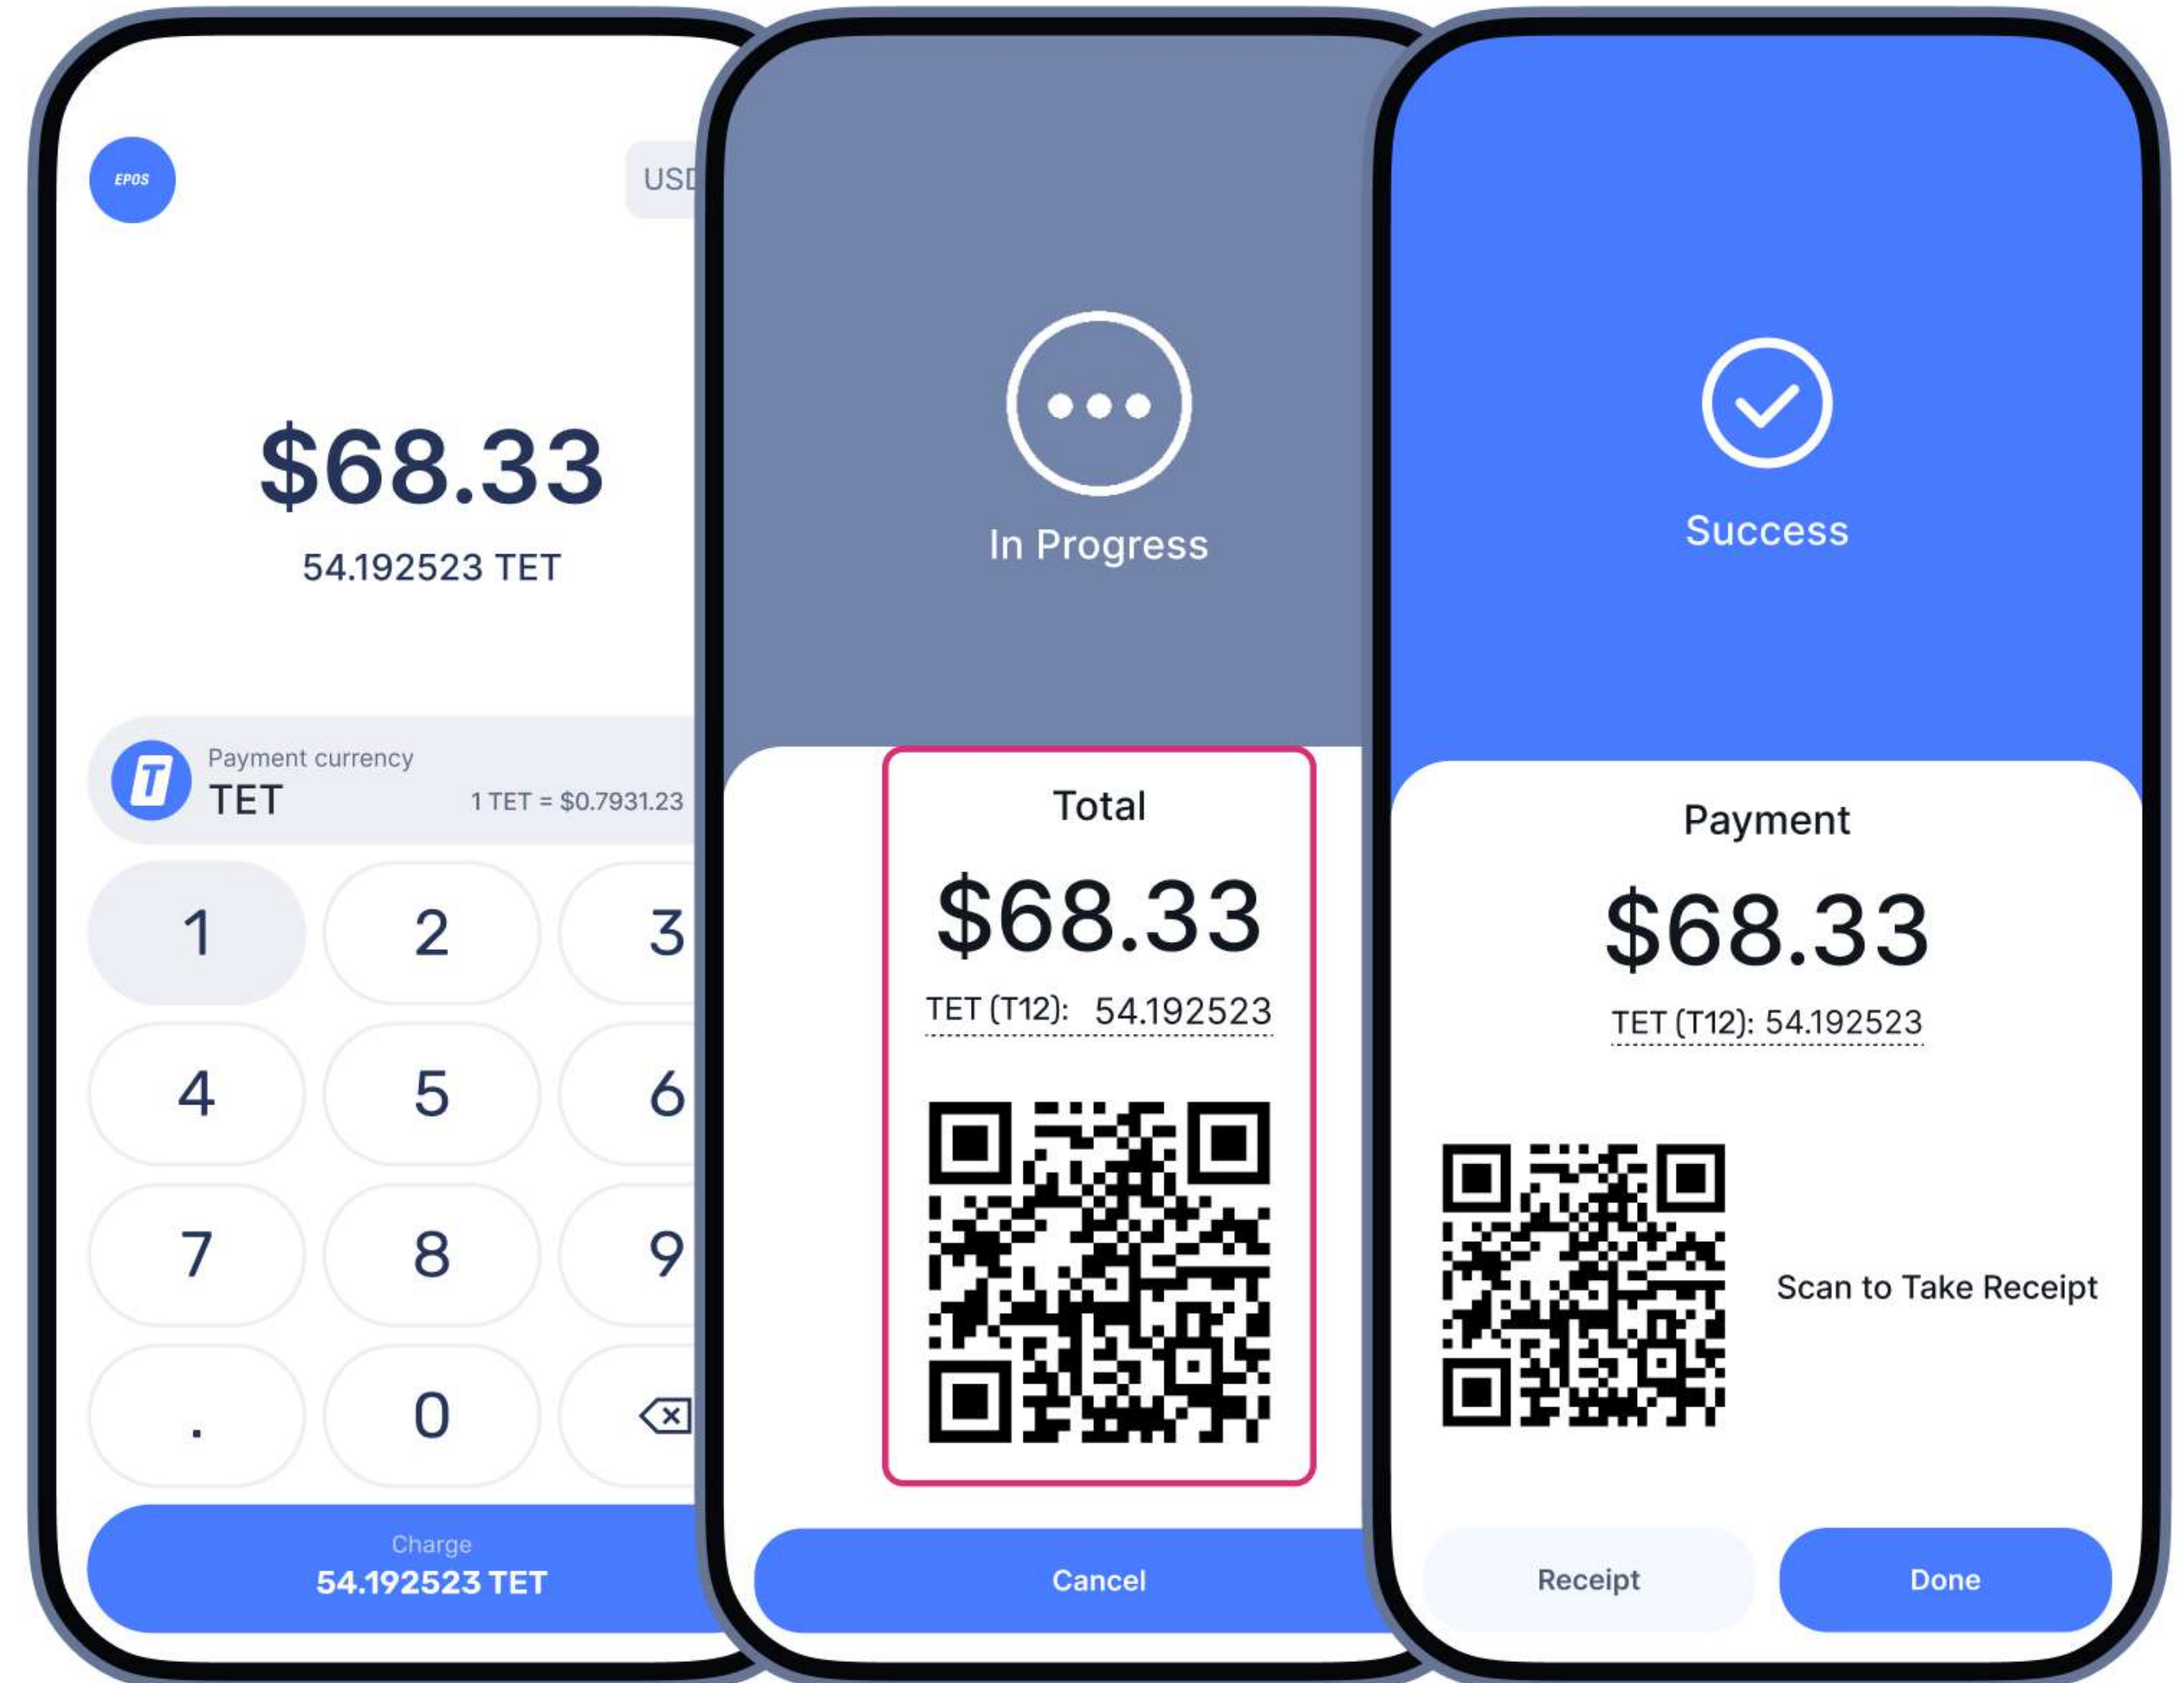 EPOS
USD
$68.33
54.192523 TET
Payment currency
TET
1 TET = $0.7931.23
1
2
3
4
5
6
7
8
9
.
0
Charge
54.192523 TET
In Progress
Total
$68.33
TET (T12): 54.192523
Cancel
Success
Payment
$68.33
TET (T12): 54.192523
Scan to Take Receipt
Receipt
Done